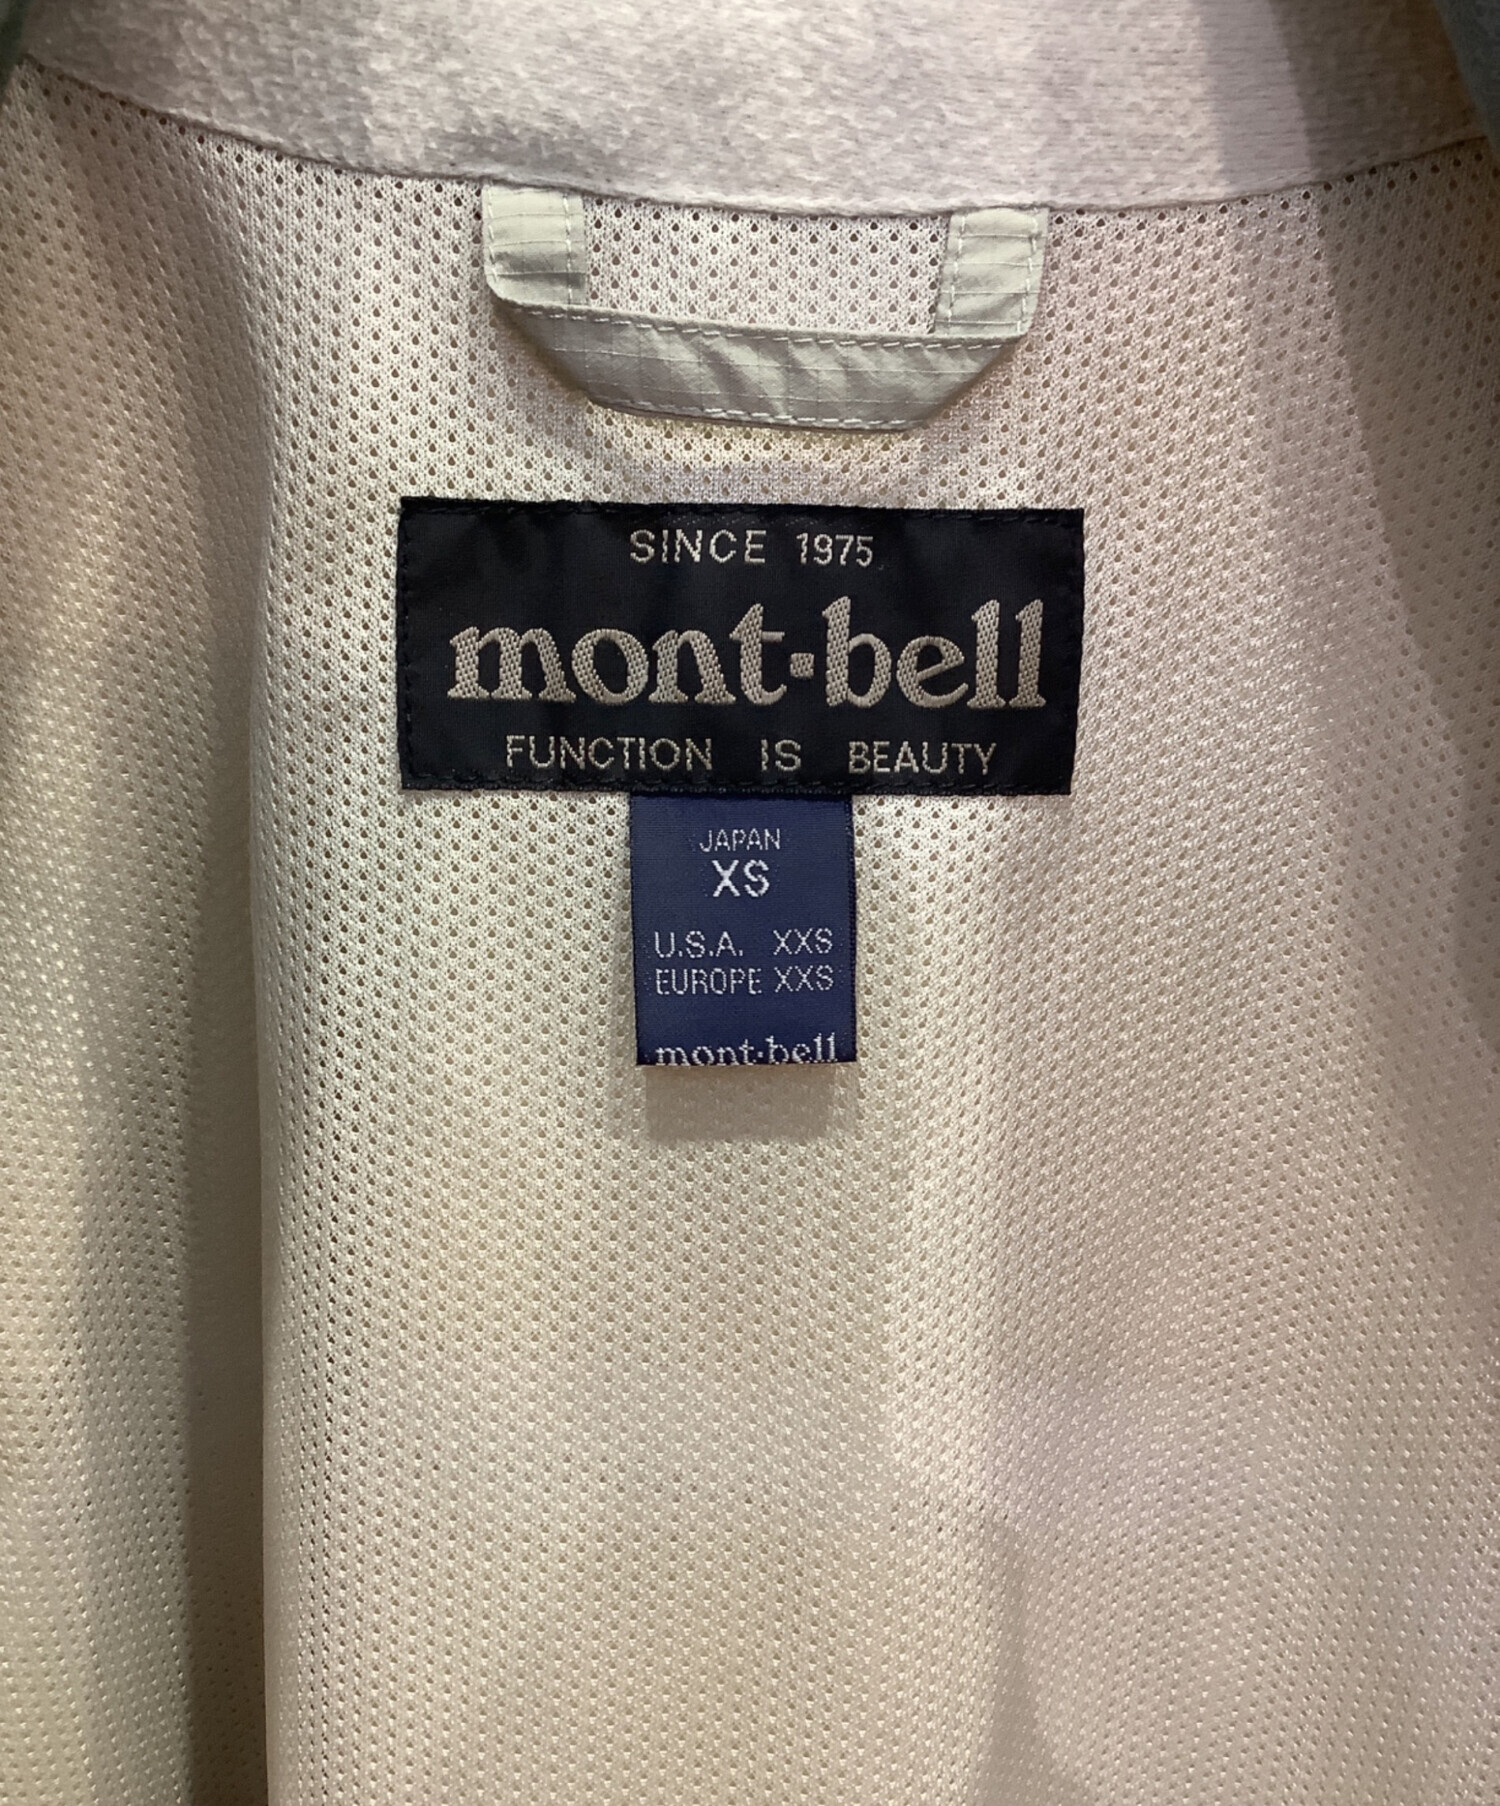 SINCE 1975
mont-bell
FUNCTION IS BEAUTY
JAPAN
XS
U.S.A. XXS
EUROPE XXS
mont-bell